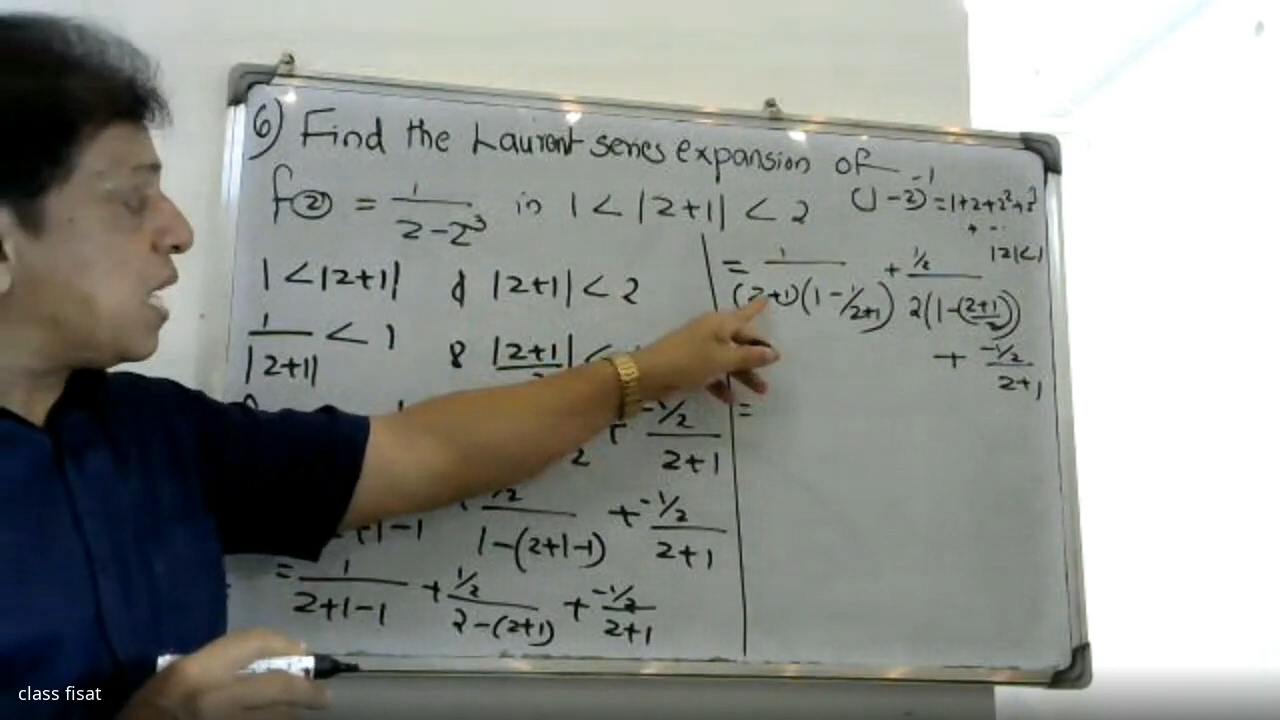 6) Find the Laurent series expansion of
f(z) = 1/(z-z³) in 1 < |z+1| < 2
(1-z)⁻¹ = 1+z+z²+z³
+ ...
|z|<1
1 < |z+1| & |z+1| < 2
1/|z+1| < 1 & |z+1/2| <
+ -½/(z+1)
+1-1 + ½/(1-(z+1-1)) + -½/(z+1)
= 1/(z+1-1) + ½/(2-(z+1)) + -½/(z+1)
= 1/((z+1)(1-1/(z+1))) + ½/(2(1-((z+1)/2)))
+ -½/(z+1)
=
class fisat